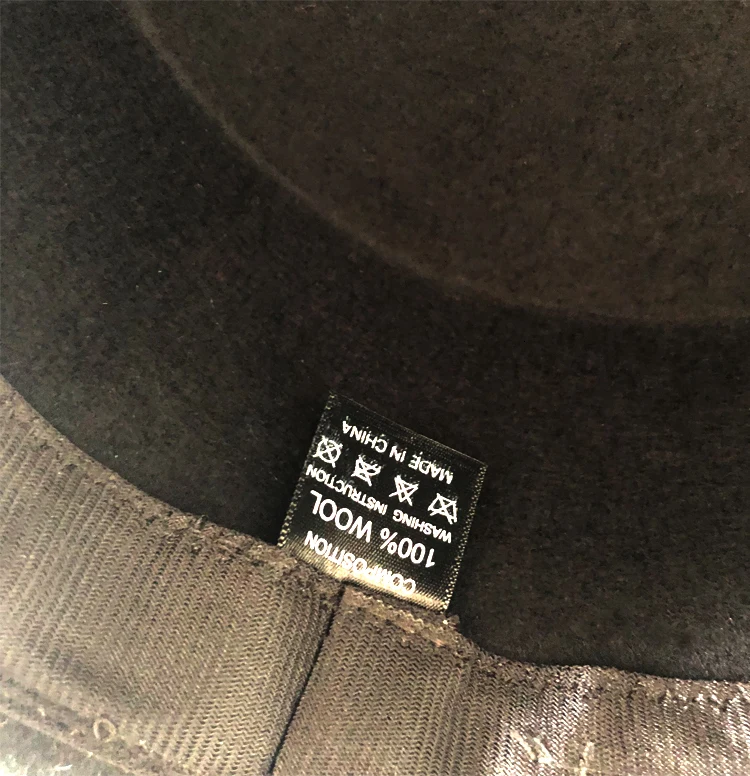 COMPOSITION
100% WOOL
WASHING INSTRUCTION
MADE IN CHINA